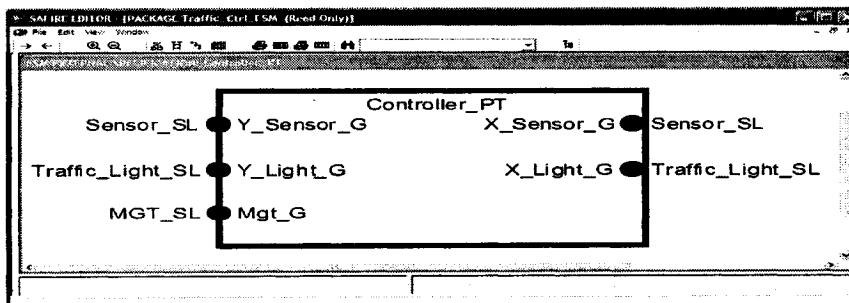 SAFIRE EDITOR - [PACKAGE Traffic_Ctrl_FSM (Read Only)]
File Edit View Window
Controller_PT
Sensor_SL Y_Sensor_G X_Sensor_G Sensor_SL
Traffic_Light_SL Y_Light_G X_Light_G Traffic_Light_SL
MGT_SL Mgt_G